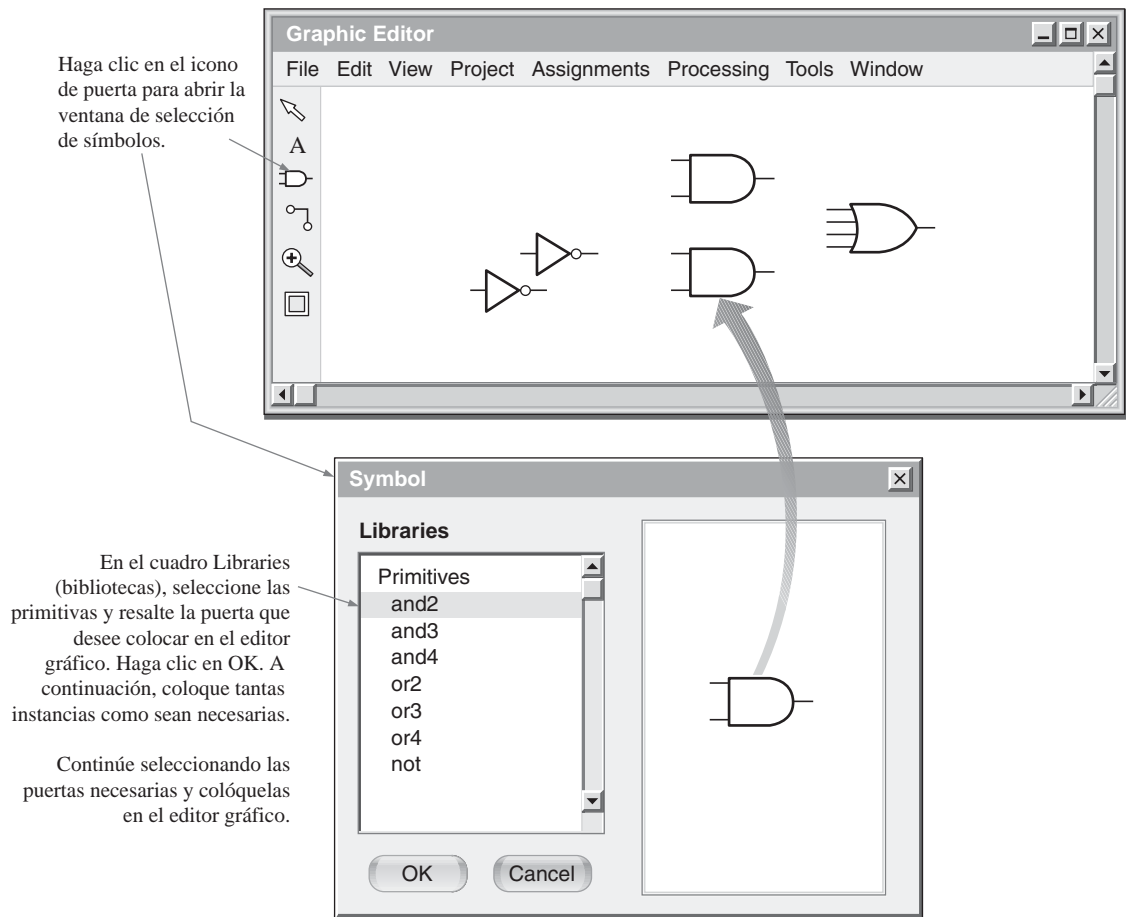 Graphic Editor
File Edit View Project Assignments Processing Tools Window
A
Haga clic en el icono
de puerta para abrir la
ventana de selección
de símbolos.
Symbol
Libraries
Primitives
and2
and3
and4
or2
or3
or4
not
OK Cancel
En el cuadro Libraries
(bibliotecas), seleccione las
primitivas y resalte la puerta que
desee colocar en el editor
gráfico. Haga clic en OK. A
continuación, coloque tantas
instancias como sean necesarias.
Continúe seleccionando las
puertas necesarias y colóquelas
en el editor gráfico.